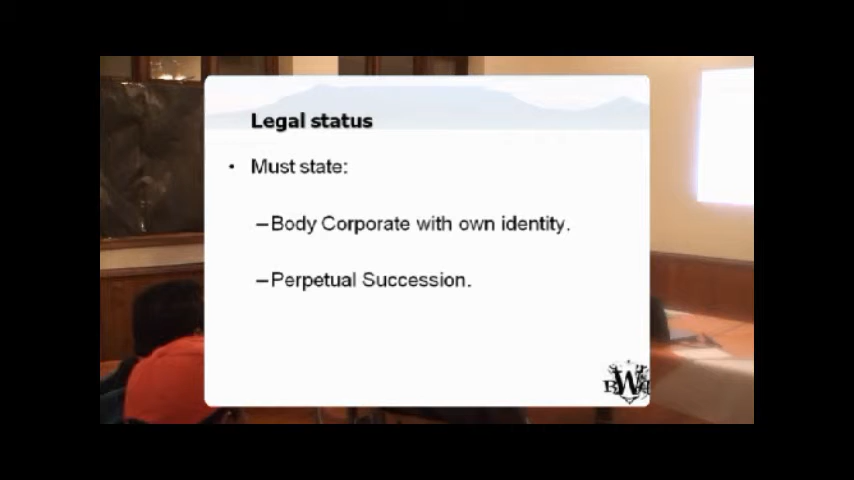 Legal status
• Must state:
–Body Corporate with own identity.
–Perpetual Succession.